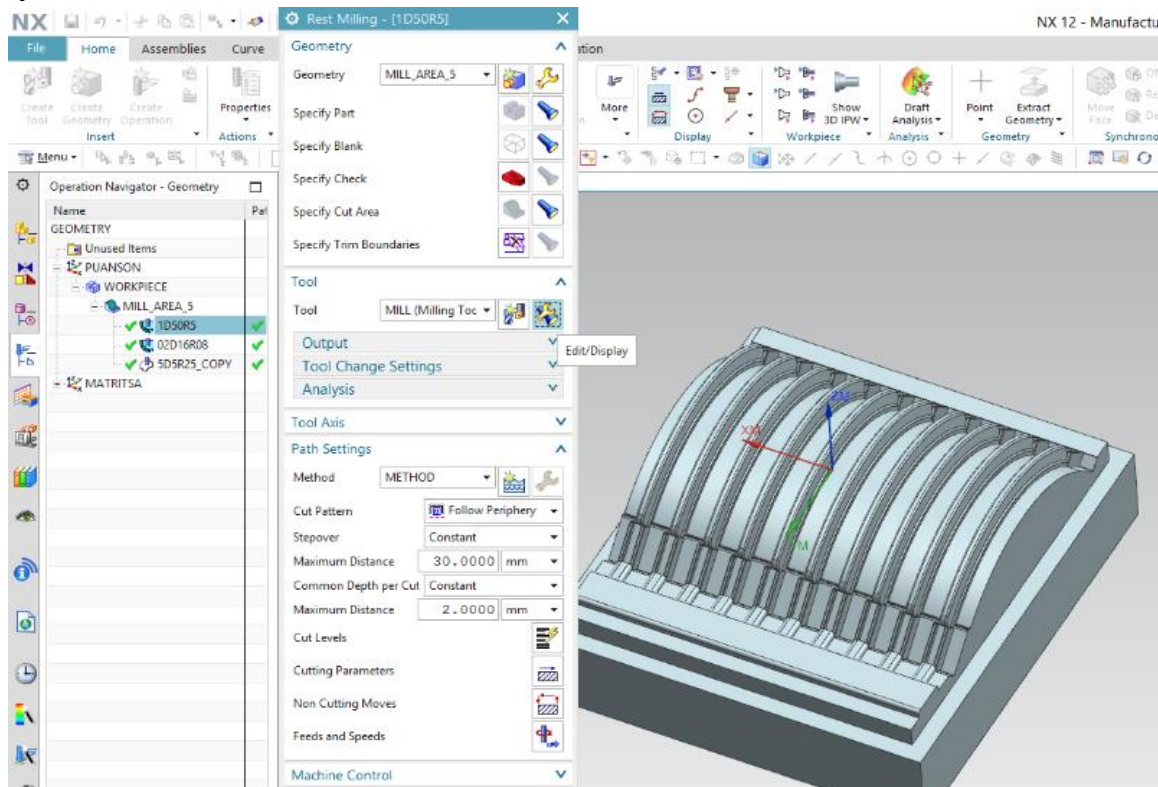 NX
NX 12 - Manufactu
Rest Milling - [1D50R5]
File Home Assemblies Curve
ation
Create Tool
Create Geometry
Create Operation
Properties
More
Show 3D IPW
Draft Analysis
Point
Extract Geometry
Move Face
Insert
Actions
Display
Workpiece
Analysis
Geometry
Synchrono
Menu
Operation Navigator - Geometry
Name
GEOMETRY
Unused Items
PUANSON
WORKPIECE
MILL_AREA_5
1D50R5
02D16R08
5D5R25_COPY
MATRITSA
Geometry
Geometry MILL_AREA_5
Specify Part
Specify Blank
Specify Check
Specify Cut Area
Specify Trim Boundaries
Tool
Tool MILL (Milling Toc
Output
Edit/Display
Tool Change Settings
Analysis
Tool Axis
Path Settings
Method METHOD
Cut Pattern Follow Periphery
Stepover Constant
Maximum Distance 30.0000 mm
Common Depth per Cut Constant
Maximum Distance 2.0000 mm
Cut Levels
Cutting Parameters
Non Cutting Moves
Feeds and Speeds
Machine Control
ZM
XM